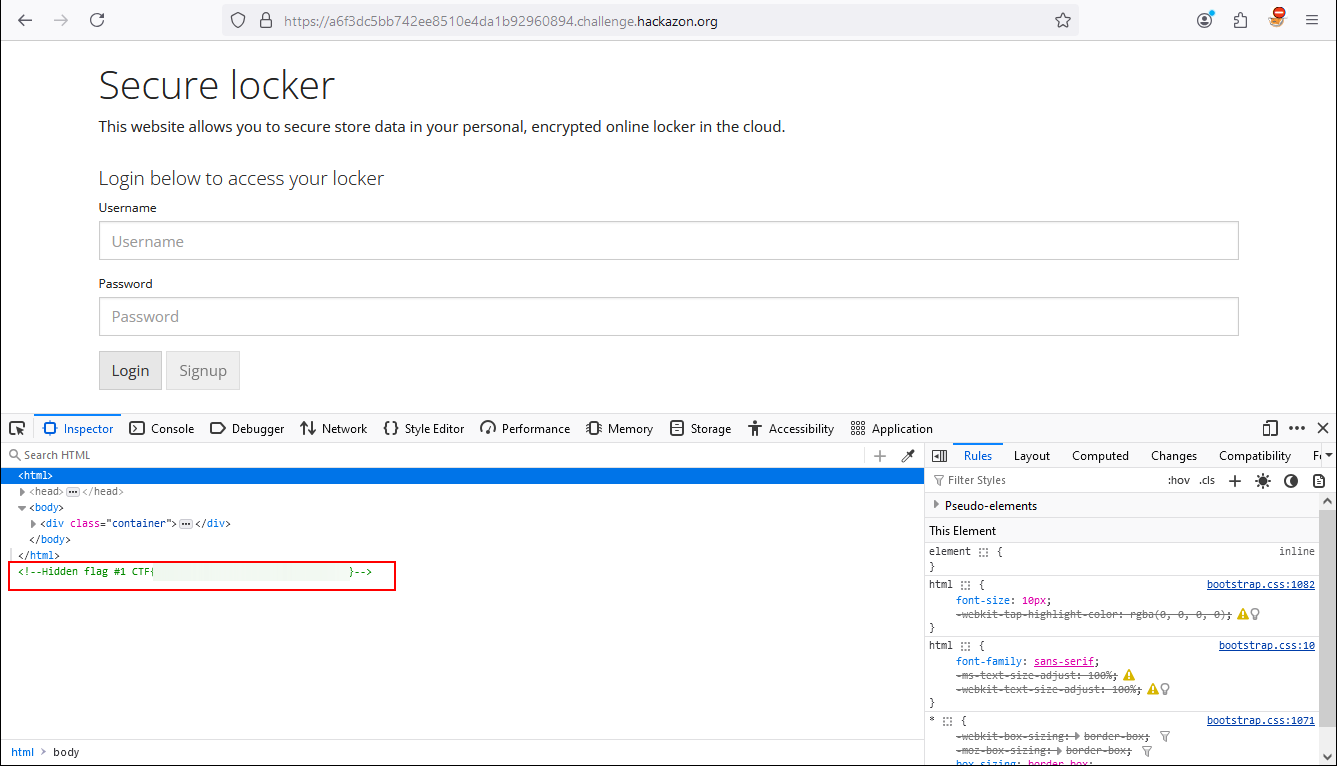 https://a6f3dc5bb742ee8510e4da1b92960894.challenge.hackazon.org
Secure locker
This website allows you to secure store data in your personal, encrypted online locker in the cloud.
Login below to access your locker
Username
Username
Password
Password
Login Signup
Inspector Console Debugger Network Style Editor Performance Memory Storage Accessibility Application
Search HTML
Rules Layout Computed Changes Compatibility F
<html>
<head> </head>
<body>
<div class="container"> </div>
</body>
</html>
<!--Hidden flag #1 CTF{ }-->
Filter Styles :hov .cls
Pseudo-elements
This Element
element { inline
}
html { bootstrap.css:1082
font-size: 10px;
-webkit-tap-highlight-color: rgba(0, 0, 0, 0);
}
html { bootstrap.css:10
font-family: sans-serif;
-ms-text-size-adjust: 100%;
-webkit-text-size-adjust: 100%;
}
* { bootstrap.css:1071
-webkit-box-sizing: border-box;
-moz-box-sizing: border-box;
box-sizing: border-box;
html body